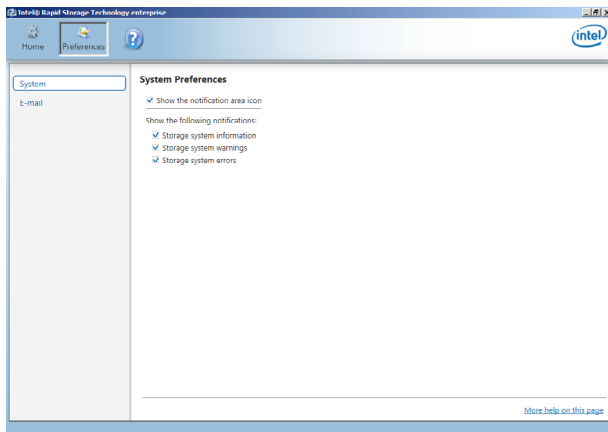 Intel® Rapid Storage Technology enterprise
Home
Preferences
intel
System
E-mail
System Preferences
Show the notification area icon
Show the following notifications:
Storage system information
Storage system warnings
Storage system errors
More help on this page